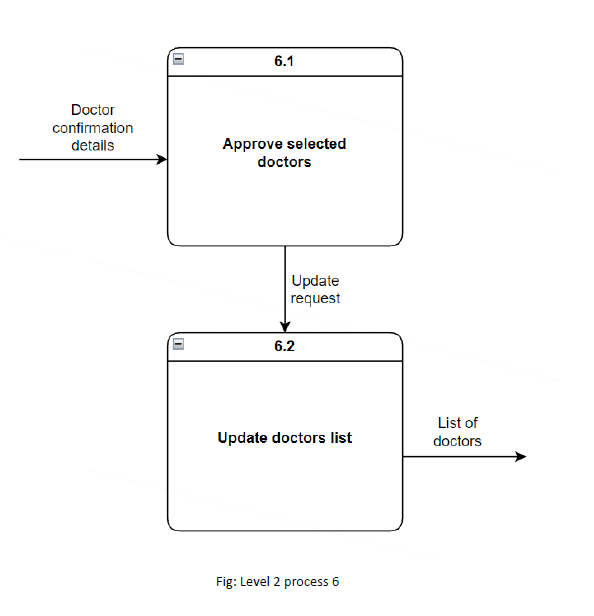 6.1
Doctor
confirmation
details
Approve selected
doctors
Update
request
6.2
Update doctors list
List of
doctors
Fig: Level 2 process 6